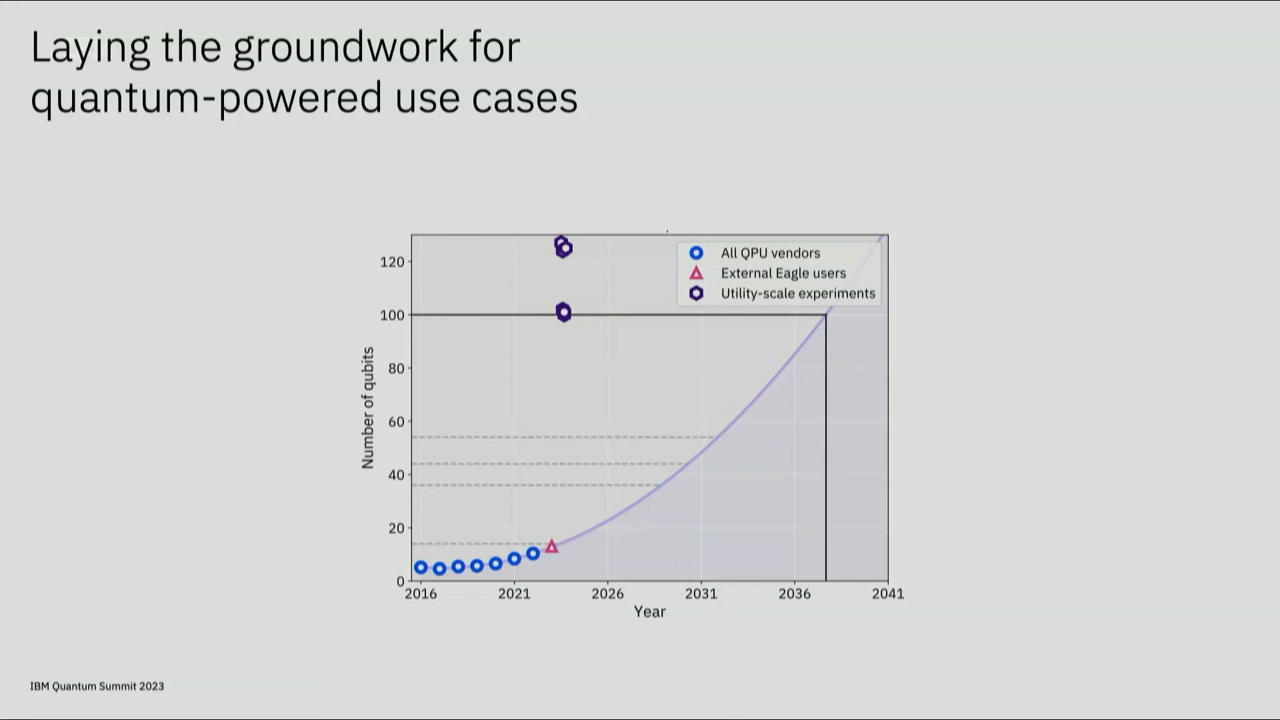 Laying the groundwork for
quantum-powered use cases
All QPU vendors
External Eagle users
Utility-scale experiments
120
100
80
60
40
20
0
Number of qubits
2016 2021 2026 2031 2036 2041
Year
IBM Quantum Summit 2023